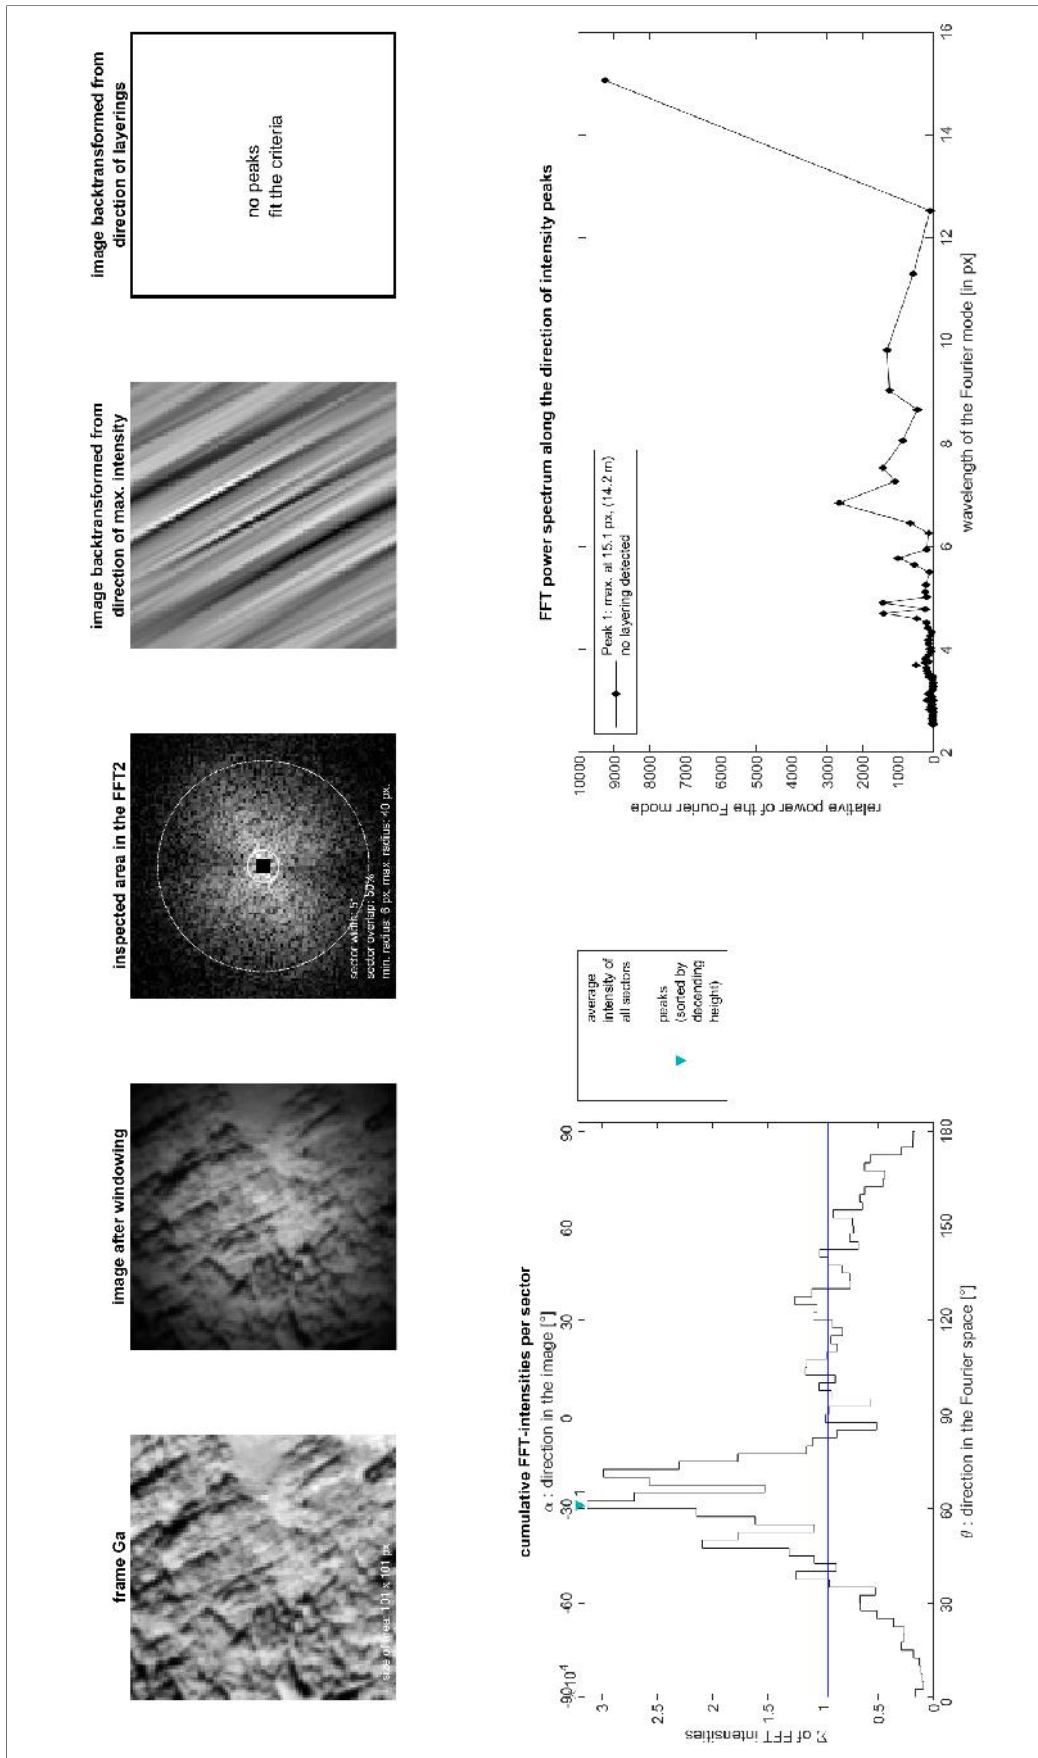 frame Ga
size of area: 101 x 101 px.
image after windowing
inspected area in the FFT2
sector width: 5°
sector overlap: 50%
min. radius: 6 px, max. radius: 40 px.
image backtransformed from
direction of max. intensity
image backtransformed from
direction of layerings
no peaks
fit the criteria
cumulative FFT-intensities per sector
α : direction in the image [°]
-90 -60 -30 0 30 60 90
10⁴
1
3
2.5
2
1.5
1
0.5
0
Σ of FFT intensities
0 30 60 90 120 150 180
θ : direction in the Fourier space [°]
average
intensity of
all sectors
peaks
(sorted by
decending
height)
FFT power spectrum along the direction of intensity peaks
Peak 1: max. at 15.1 px, (14.2 m)
no layering detected
10000
9000
8000
7000
6000
5000
4000
3000
2000
1000
0
relative power of the Fourier mode
2 4 6 8 10 12 14 16
wavelength of the Fourier mode [in px]